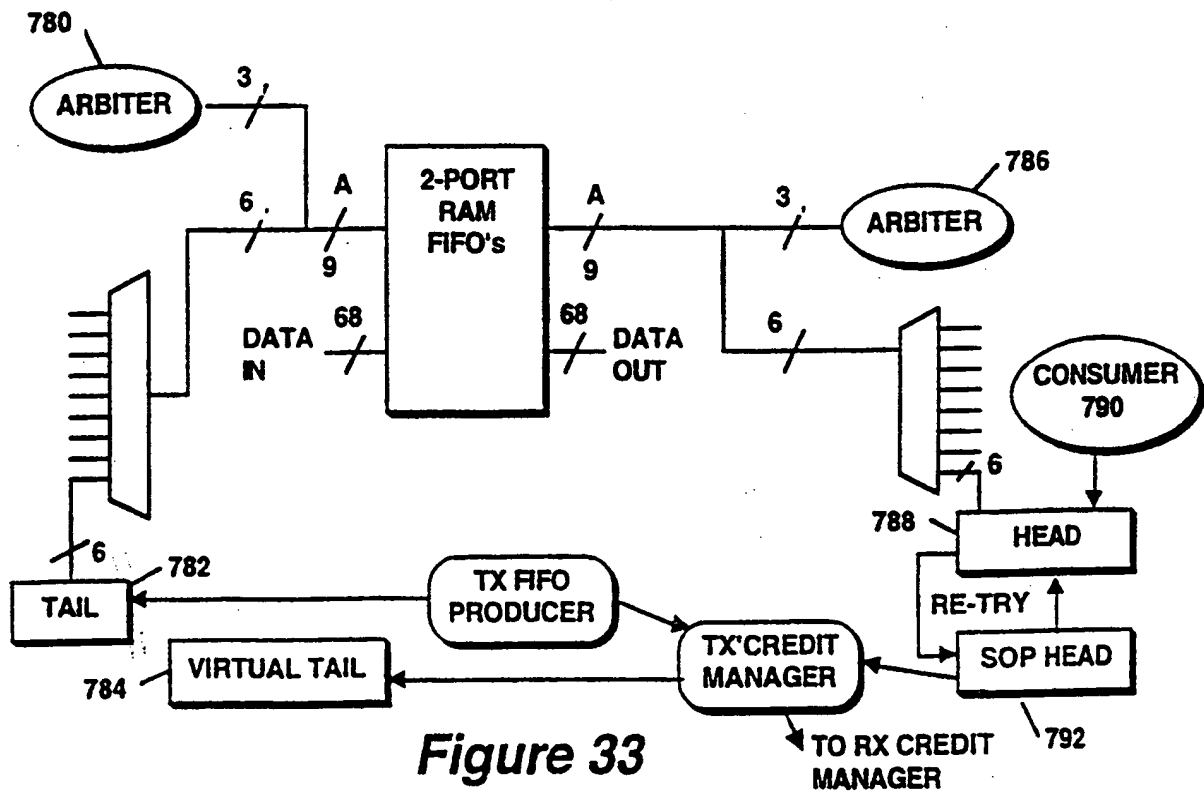 780
ARBITER
3
6
A
9
2-PORT
RAM
FIFO's
A
9
3
786
ARBITER
DATA
IN
68
68
DATA
OUT
6
CONSUMER
790
6
6
782
TAIL
TX FIFO
PRODUCER
788
HEAD
RE-TRY
SOP HEAD
792
784
VIRTUAL TAIL
TX'CREDIT
MANAGER
TO RX CREDIT
MANAGER
Figure 33